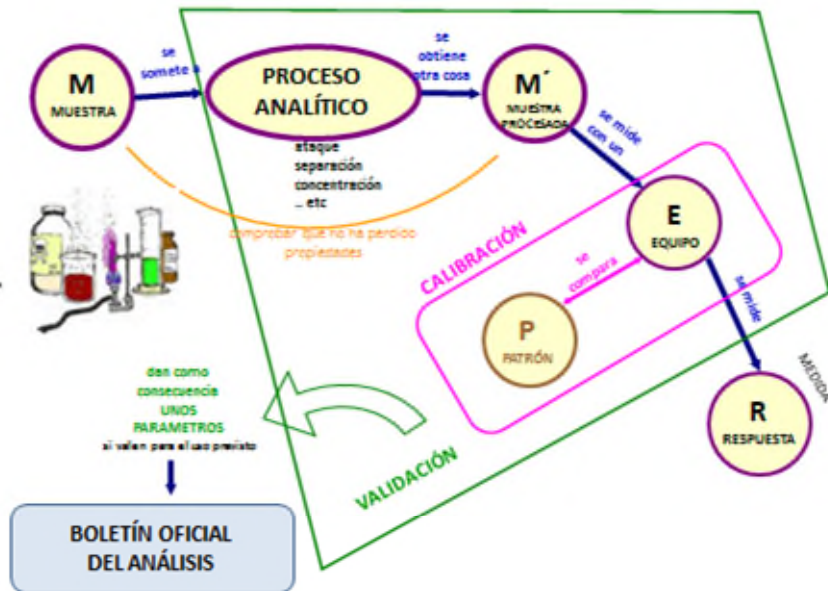 M
MUESTRA
se
somete a
PROCESO
ANALÍTICO
ataque
separación
concentración
... etc
se
obtiene
otra cosa
M´
MUESTRA
PROCESADA
comprobar que no ha perdido
propiedades
se mide
con un
E
EQUIPO
CALIBRACIÓN
se
compara
P
PATRÓN
se mide
MEDIDA
R
RESPUESTA
VALIDACIÓN
dan como
consecuencia
UNOS
PARAMETROS
si valen para el uso previsto
BOLETÍN OFICIAL
DEL ANÁLISIS